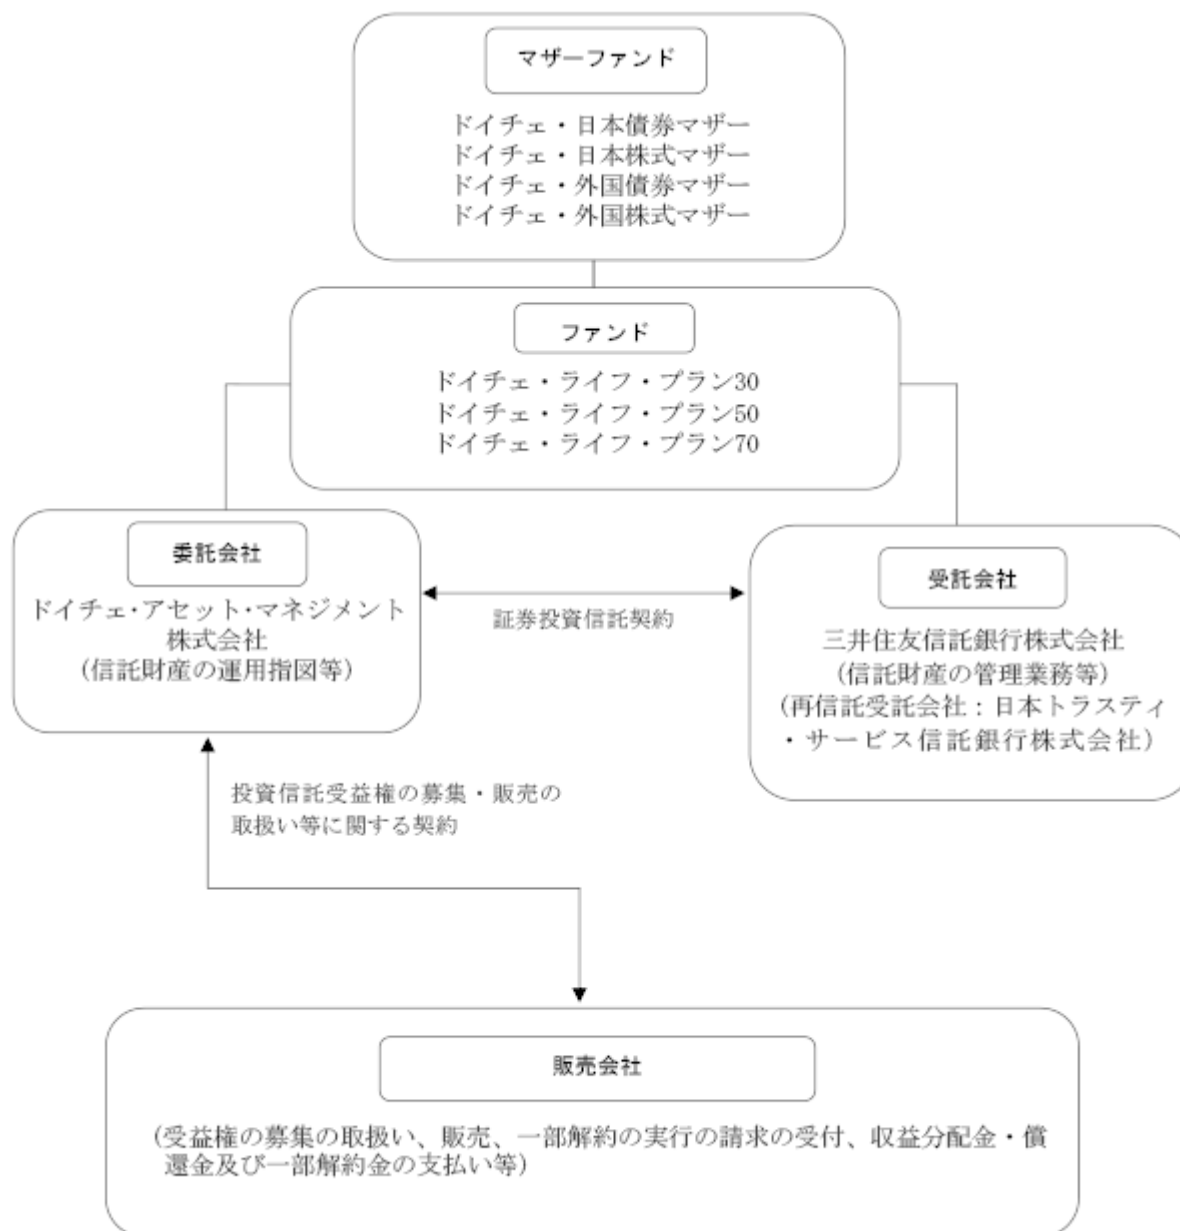 マザーファンド
ドイチェ・日本債券マザー
ドイチェ・日本株式マザー
ドイチェ・外国債券マザー
ドイチェ・外国株式マザー
ファンド
ドイチェ・ライフ・プラン30
ドイチェ・ライフ・プラン50
ドイチェ・ライフ・プラン70
委託会社
ドイチェ・アセット・マネジメント
株式会社
(信託財産の運用指図等)
証券投資信託契約
受託会社
三井住友信託銀行株式会社
(信託財産の管理業務等)
(再信託受託会社：日本トラスティ
・サービス信託銀行株式会社)
投資信託受益権の募集・販売の
取扱い等に関する契約
販売会社
(受益権の募集の取扱い、販売、一部解約の実行の請求の受付、収益分配金・償
還金及び一部解約金の支払い等)